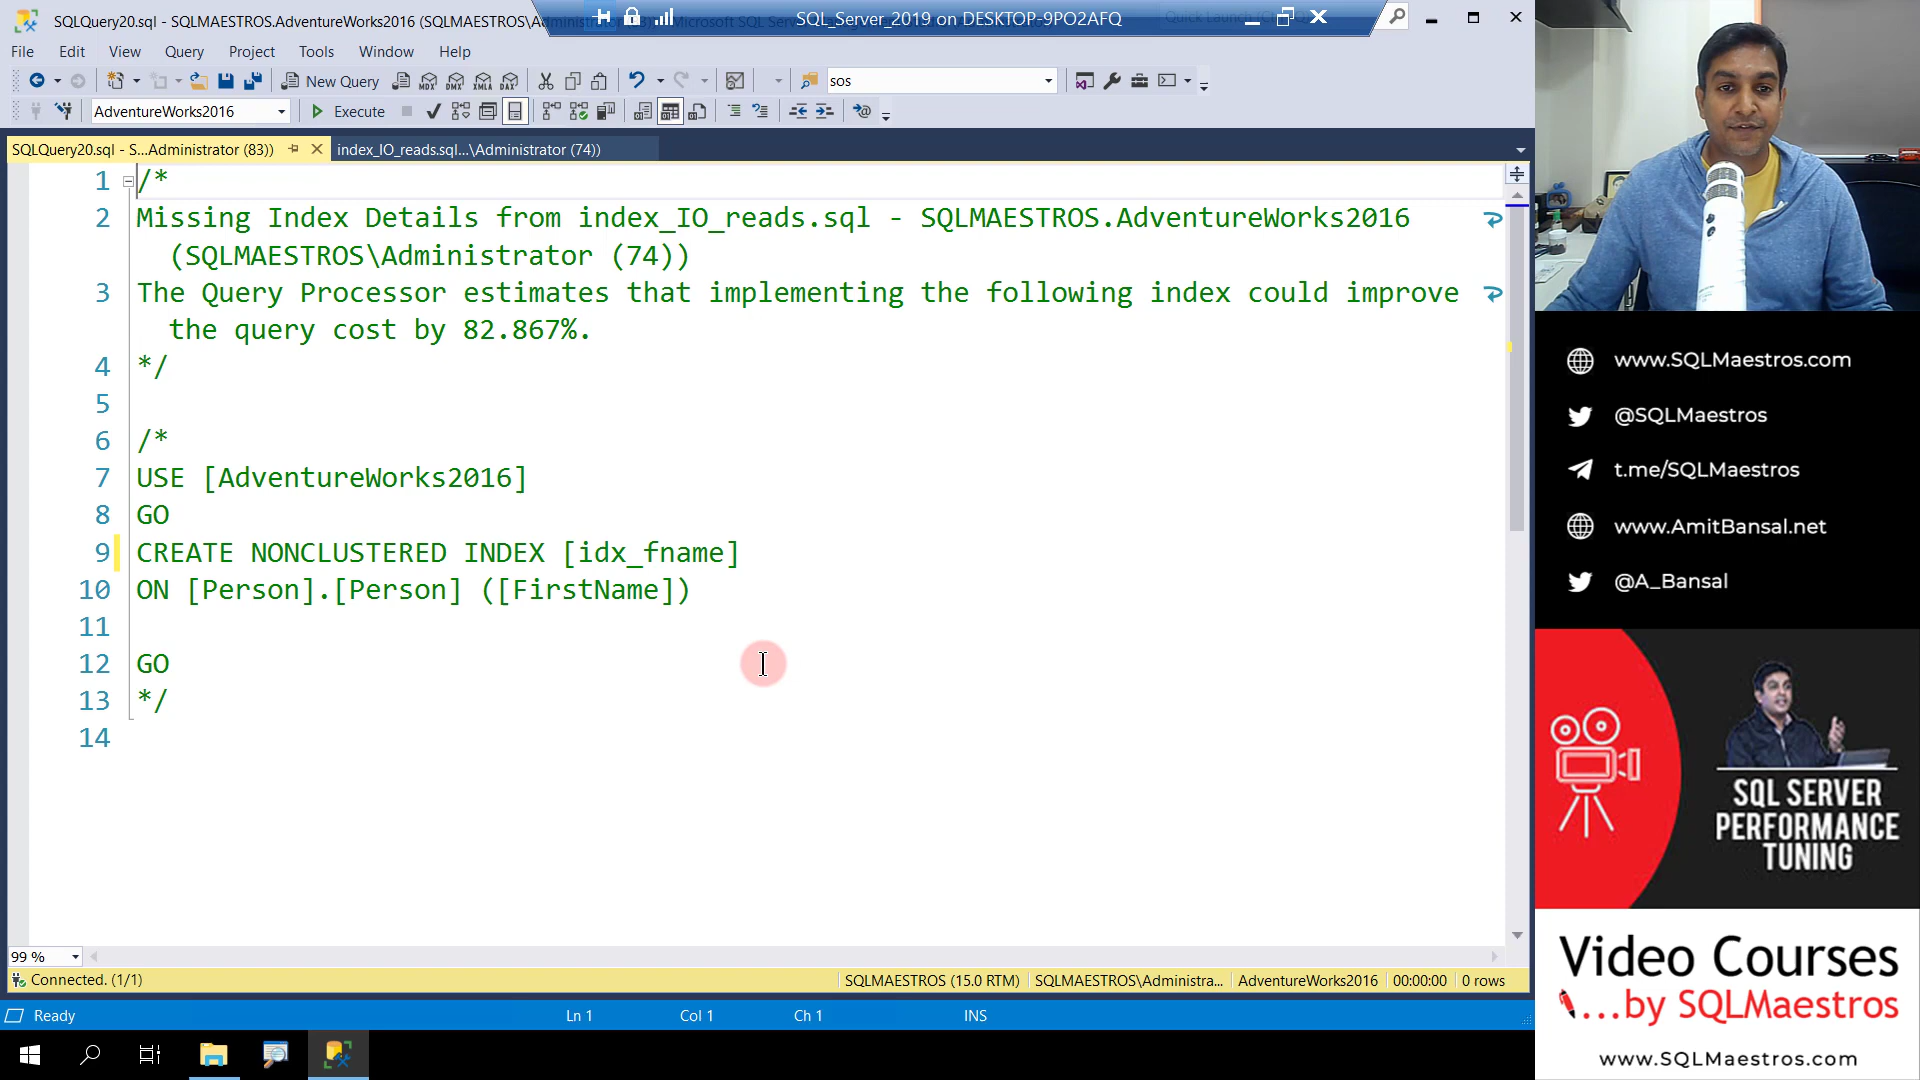 SQLQuery20.sql - SQLMAESTROS.AdventureWorks2016 (SQLMAESTROS\Administrator
SQL_Server_2019 on DESKTOP-9PO2AFQ
File Edit View Query Project Tools Window Help
New Query MDX DMX XMLA DAX sos
AdventureWorks2016 Execute
SQLQuery20.sql - S...Administrator (83)) index_IO_reads.sql...\Administrator (74))
1 /*
2 Missing Index Details from index_IO_reads.sql - SQLMAESTROS.AdventureWorks2016
(SQLMAESTROS\Administrator (74))
3 The Query Processor estimates that implementing the following index could improve
the query cost by 82.867%.
4 */
5
6 /*
7 USE [AdventureWorks2016]
8 GO
9 CREATE NONCLUSTERED INDEX [idx_fname]
10 ON [Person].[Person] ([FirstName])
11
12 GO
13 */
14
99 %
Connected. (1/1) SQLMAESTROS (15.0 RTM) SQLMAESTROS\Administra... AdventureWorks2016 00:00:00 0 rows
Ready Ln 1 Col 1 Ch 1 INS
www.SQLMaestros.com
@SQLMaestros
t.me/SQLMaestros
www.AmitBansal.net
@A_Bansal
SQL SERVER
PERFORMANCE
TUNING
Video Courses
...by SQLMaestros
www.SQLMaestros.com